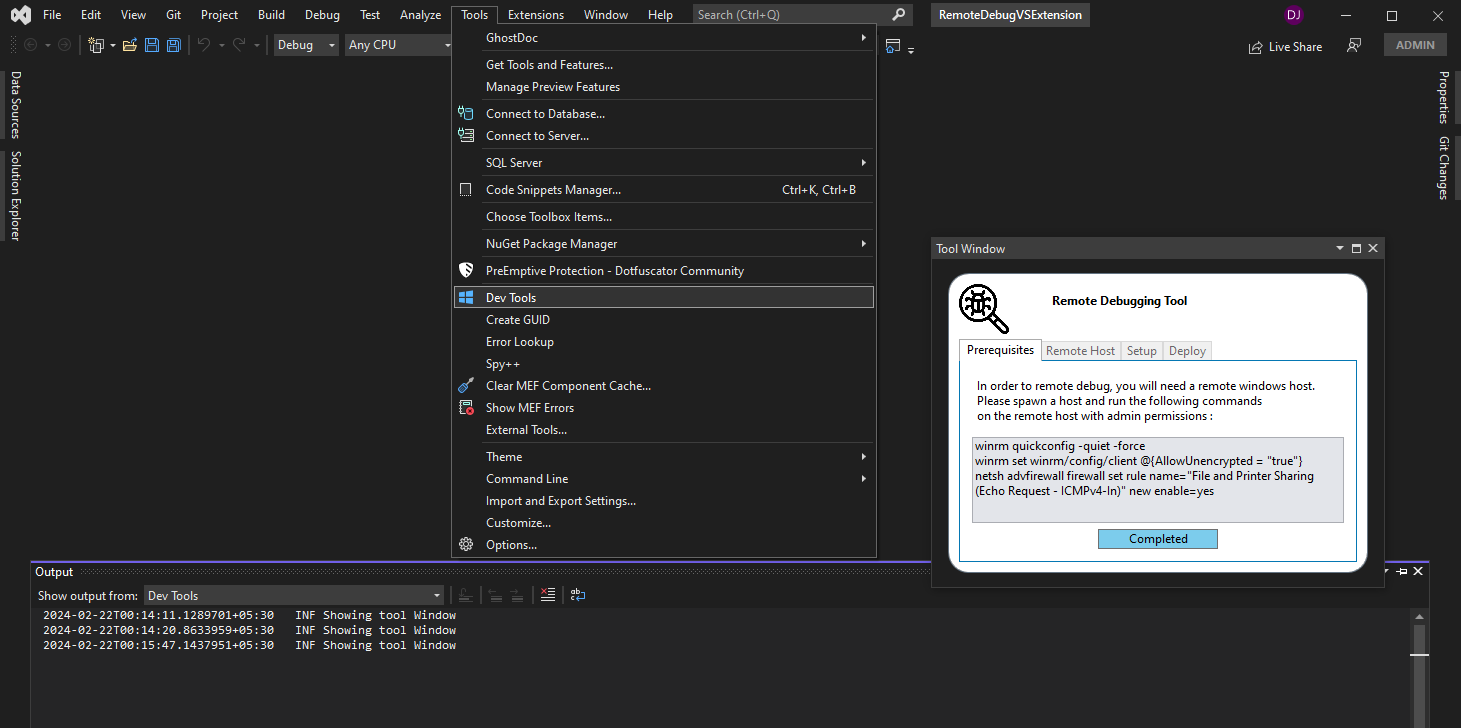 File Edit View Git Project Build Debug Test Analyze Tools Extensions Window Help Search (Ctrl+Q) RemoteDebugVSExtension DJ
Debug Any CPU Live Share ADMIN
Data Sources
Solution Explorer
GhostDoc
Get Tools and Features...
Manage Preview Features
Connect to Database...
Connect to Server...
SQL Server
Code Snippets Manager... Ctrl+K, Ctrl+B
Choose Toolbox Items...
NuGet Package Manager
PreEmptive Protection - Dotfuscator Community
Dev Tools
Create GUID
Error Lookup
Spy++
Clear MEF Component Cache...
Show MEF Errors
External Tools...
Theme
Command Line
Import and Export Settings...
Customize...
Options...
Properties
Git Changes
Tool Window
Remote Debugging Tool
Prerequisites Remote Host Setup Deploy
In order to remote debug, you will need a remote windows host.
Please spawn a host and run the following commands
on the remote host with admin permissions :
winrm quickconfig -quiet -force
winrm set winrm/config/client @{AllowUnencrypted = "true"}
netsh advfirewall firewall set rule name="File and Printer Sharing
(Echo Request - ICMPv4-In)" new enable=yes
Completed
Output
Show output from: Dev Tools
2024-02-22T00:14:11.1289701+05:30 INF Showing tool Window
2024-02-22T00:14:20.8633959+05:30 INF Showing tool Window
2024-02-22T00:15:47.1437951+05:30 INF Showing tool Window